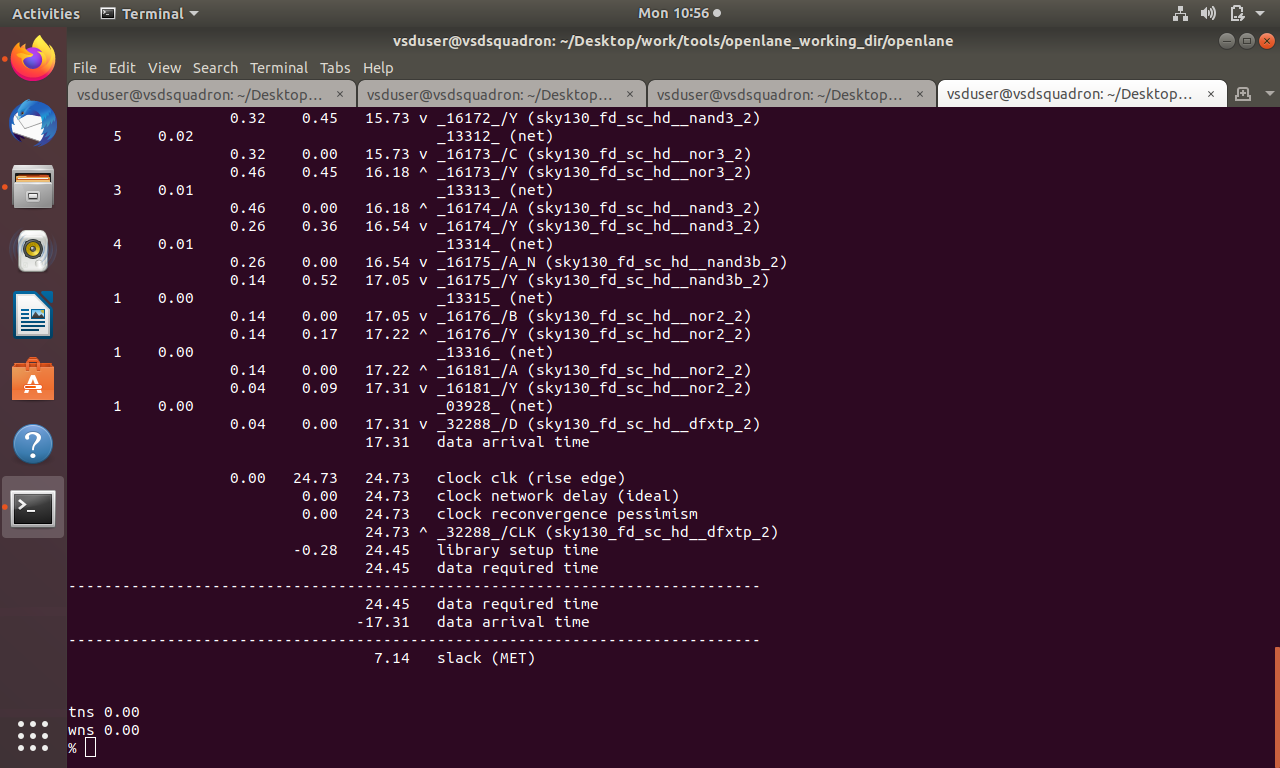 Activities Terminal Mon 10:56
vsduser@vsdsquadron: ~/Desktop/work/tools/openlane_working_dir/openlane
File Edit View Search Terminal Tabs Help
vsduser@vsdsquadron: ~/Desktop... × vsduser@vsdsquadron: ~/Desktop... × vsduser@vsdsquadron: ~/Desktop... × vsduser@vsdsquadron: ~/Desktop... ×
0.32 0.45 15.73 v _16172_/Y (sky130_fd_sc_hd__nand3_2)
5 0.02 _13312_ (net)
0.32 0.00 15.73 v _16173_/C (sky130_fd_sc_hd__nor3_2)
0.46 0.45 16.18 ^ _16173_/Y (sky130_fd_sc_hd__nor3_2)
3 0.01 _13313_ (net)
0.46 0.00 16.18 ^ _16174_/A (sky130_fd_sc_hd__nand3_2)
0.26 0.36 16.54 v _16174_/Y (sky130_fd_sc_hd__nand3_2)
4 0.01 _13314_ (net)
0.26 0.00 16.54 v _16175_/A_N (sky130_fd_sc_hd__nand3b_2)
0.14 0.52 17.05 v _16175_/Y (sky130_fd_sc_hd__nand3b_2)
1 0.00 _13315_ (net)
0.14 0.00 17.05 v _16176_/B (sky130_fd_sc_hd__nor2_2)
0.14 0.17 17.22 ^ _16176_/Y (sky130_fd_sc_hd__nor2_2)
1 0.00 _13316_ (net)
0.14 0.00 17.22 ^ _16181_/A (sky130_fd_sc_hd__nor2_2)
0.04 0.09 17.31 v _16181_/Y (sky130_fd_sc_hd__nor2_2)
1 0.00 _03928_ (net)
0.04 0.00 17.31 v _32288_/D (sky130_fd_sc_hd__dfxtp_2)
17.31 data arrival time
0.00 24.73 24.73 clock clk (rise edge)
0.00 24.73 clock network delay (ideal)
0.00 24.73 clock reconvergence pessimism
24.73 ^ _32288_/CLK (sky130_fd_sc_hd__dfxtp_2)
-0.28 24.45 library setup time
24.45 data required time
-----------------------------------------------------------------------------
24.45 data required time
-17.31 data arrival time
-----------------------------------------------------------------------------
7.14 slack (MET)
tns 0.00
wns 0.00
%